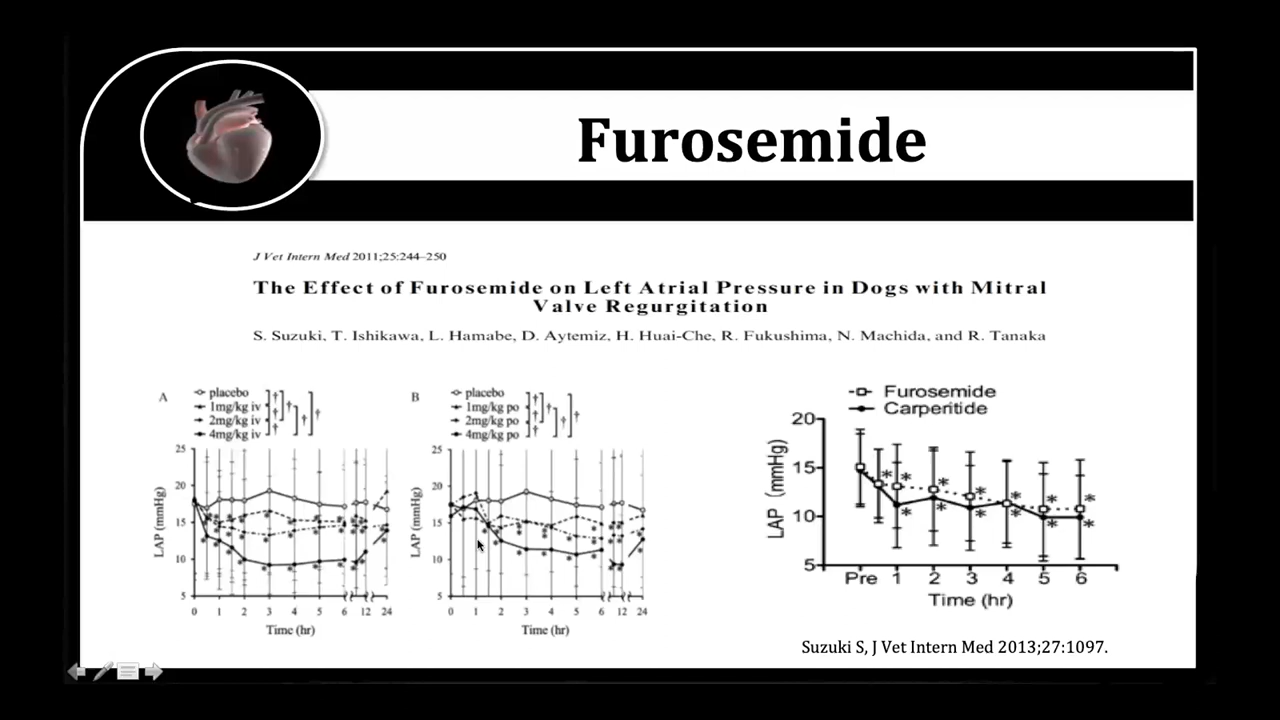 Furosemide
J Vet Intern Med 2011;25:244–250
The Effect of Furosemide on Left Atrial Pressure in Dogs with Mitral
Valve Regurgitation
S. Suzuki, T. Ishikawa, L. Hamabe, D. Aytemiz, H. Huai-Che, R. Fukushima, N. Machida, and R. Tanaka
A
placebo
1mg/kg iv
2mg/kg iv
4mg/kg iv
25
20
15
10
5
LAP (mmHg)
0 1 2 3 4 5 6 12 24
Time (hr)
B
placebo
1mg/kg po
2mg/kg po
4mg/kg po
25
20
15
10
5
LAP (mmHg)
0 1 2 3 4 5 6 12 24
Time (hr)
Furosemide
Carperitide
20
15
10
5
LAP (mmHg)
Pre 1 2 3 4 5 6
Time (hr)
Suzuki S, J Vet Intern Med 2013;27:1097.